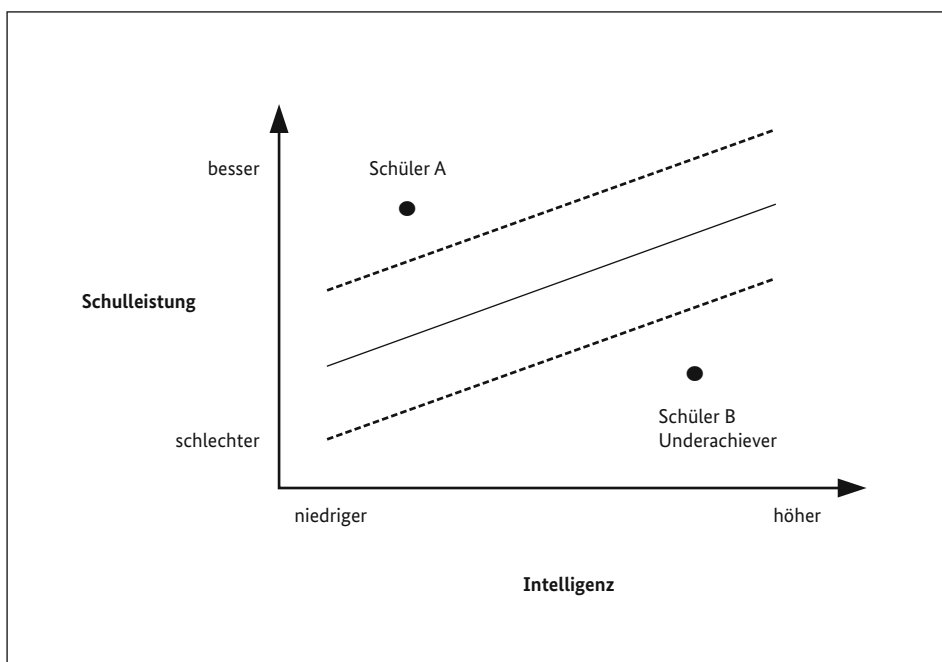 besser
Schüler A
Schulleistung
Schüler B
Underachiever
schlechter
niedriger
höher
Intelligenz